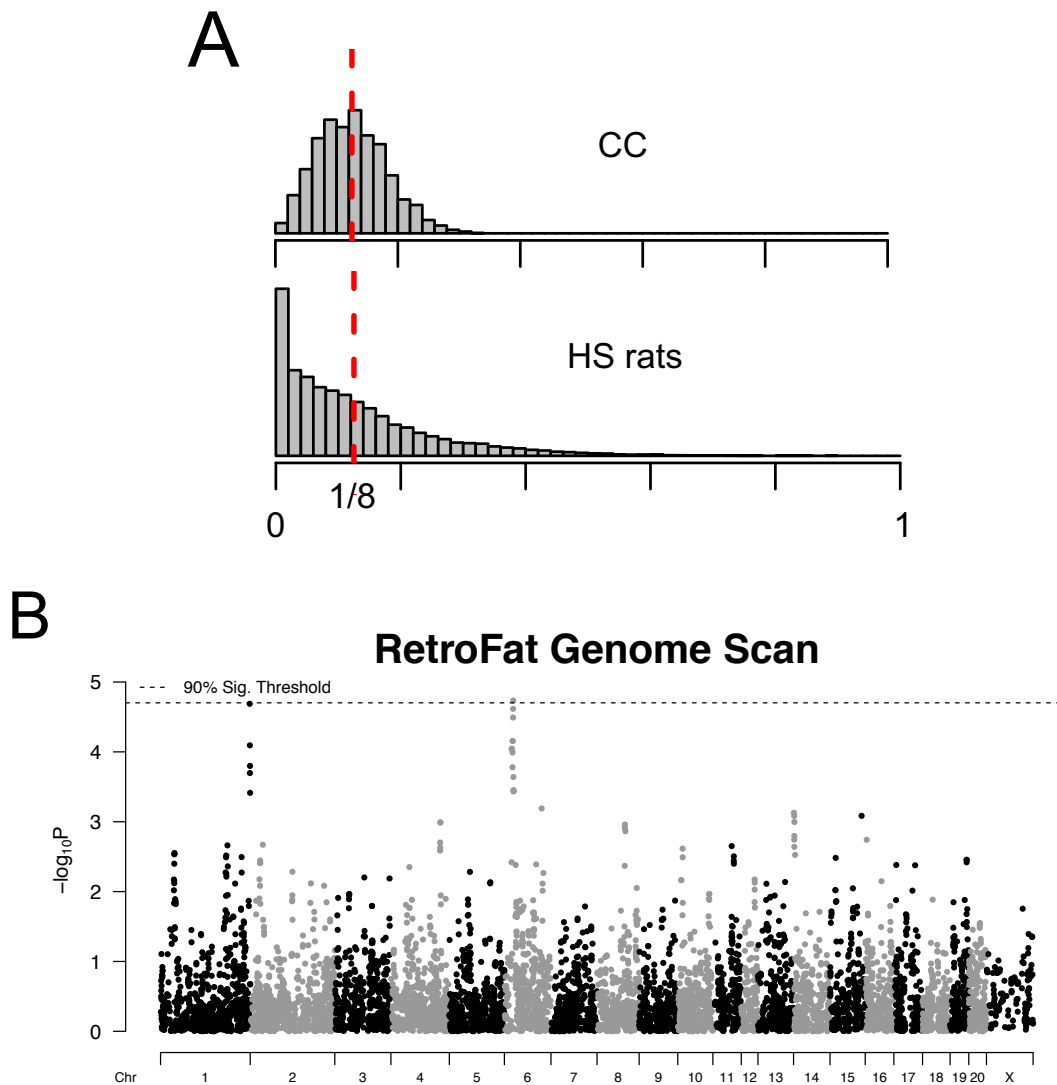 A
CC
HS rats
1/8
0 1
B
RetroFat Genome Scan
90% Sig. Threshold
5
4
3
2
1
0
−log10P
Chr 1 2 3 4 5 6 7 8 9 10 11 12 13 14 15 16 17 18 19 20 X